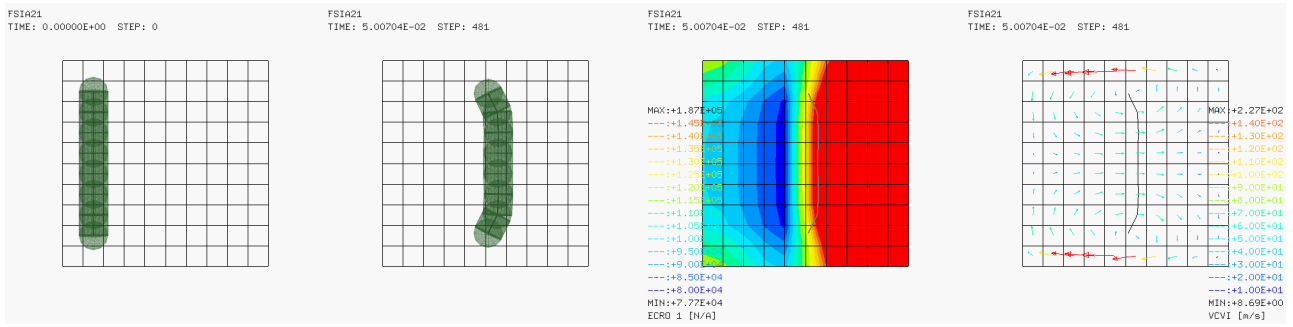 FSIA21
TIME: 0.00000E+00 STEP: 0
FSIA21
TIME: 5.00704E-02 STEP: 481
FSIA21
TIME: 5.00704E-02 STEP: 481
MAX:+1.87E+05
---:+1.45E+05
---:+1.40E+05
---:+1.35E+05
---:+1.30E+05
---:+1.25E+05
---:+1.20E+05
---:+1.15E+05
---:+1.10E+05
---:+1.05E+05
---:+1.00E+05
---:+9.50E+04
---:+9.00E+04
---:+8.50E+04
---:+8.00E+04
MIN:+7.77E+04
ECRO 1 [N/A]
FSIA21
TIME: 5.00704E-02 STEP: 481
MAX:+2.27E+02
---:+1.40E+02
---:+1.30E+02
---:+1.20E+02
---:+1.10E+02
---:+1.00E+02
---:+9.00E+01
---:+8.00E+01
---:+7.00E+01
---:+6.00E+01
---:+5.00E+01
---:+4.00E+01
---:+3.00E+01
---:+2.00E+01
---:+1.00E+01
MIN:+8.69E+00
VCVI [m/s]